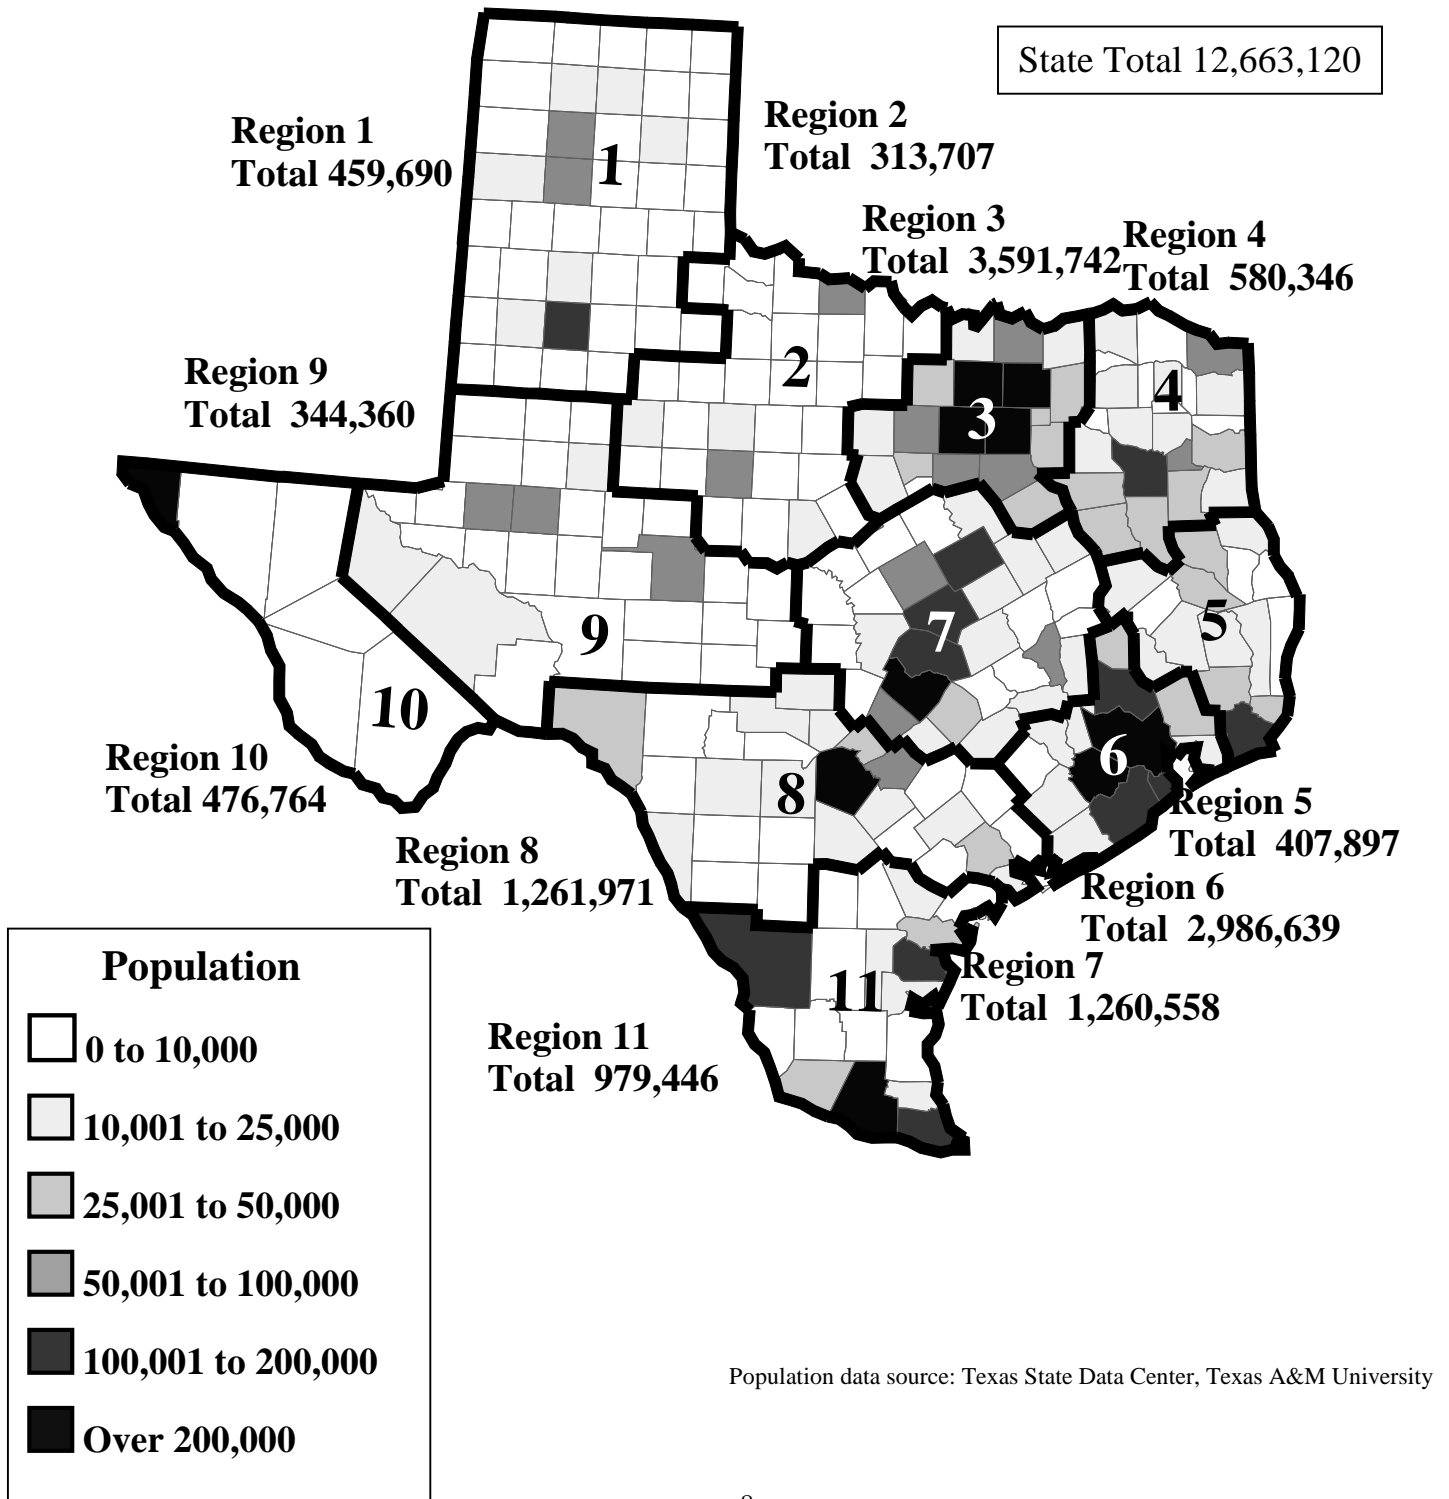 State Total 12,663,120
Region 1
Total 459,690
Region 2
Total 313,707
Region 3
Total 3,591,742
Region 4
Total 580,346
Region 9
Total 344,360
1
2
3
4
5
6
7
8
9
10
11
Region 10
Total 476,764
Region 8
Total 1,261,971
Region 5
Total 407,897
Region 6
Total 2,986,639
Region 7
Total 1,260,558
Region 11
Total 979,446
Population
0 to 10,000
10,001 to 25,000
25,001 to 50,000
50,001 to 100,000
100,001 to 200,000
Over 200,000
Population data source: Texas State Data Center, Texas A&M University